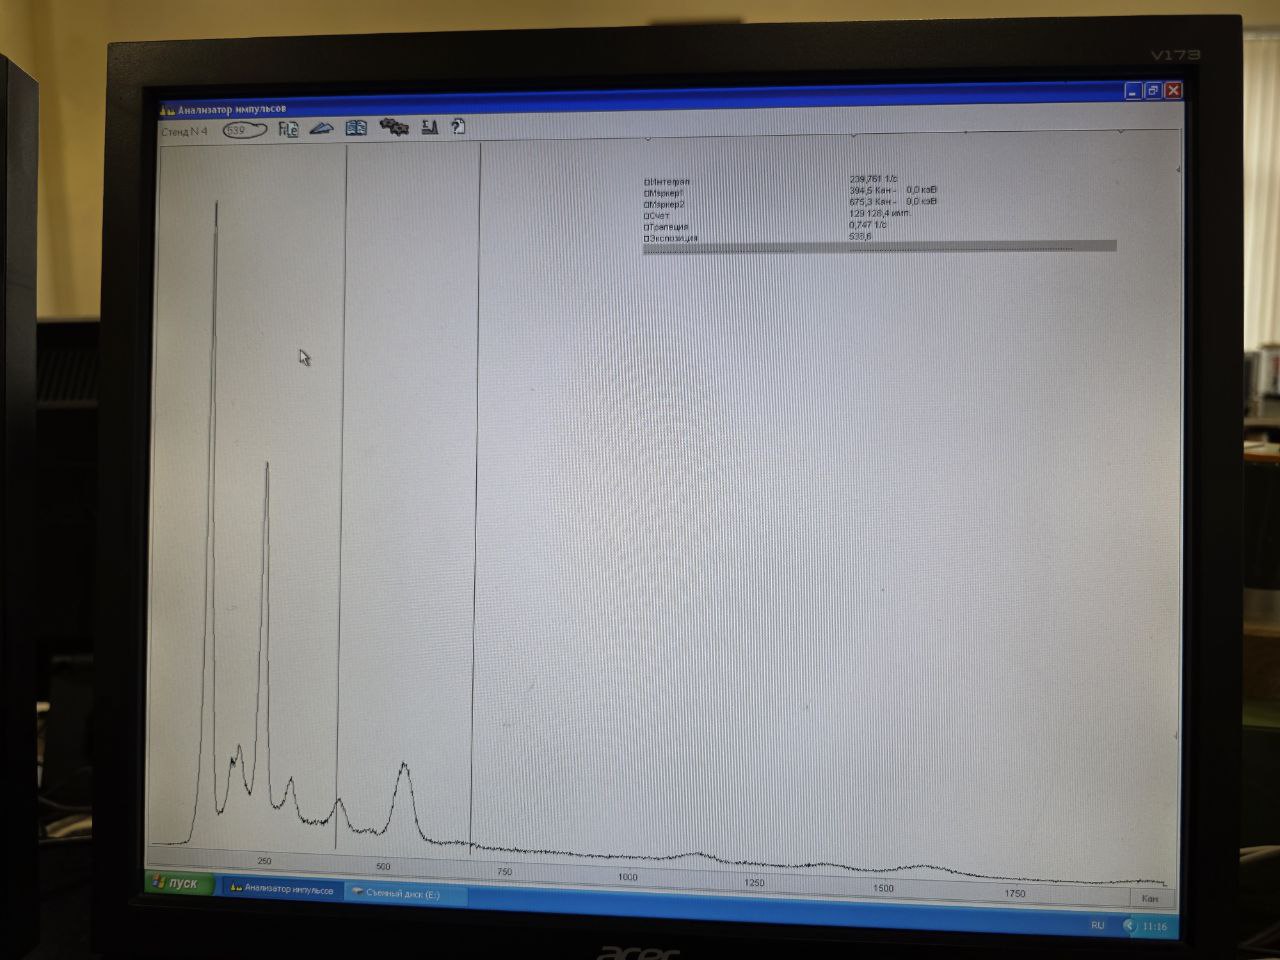 V173
Анализатор импульсов
Стенд N 4 539 FiLe
Интеграл 239,761 1/с
Маркер1 394,5 Кан - 0,0 кэВ
Маркер2 675,3 Кан - 0,0 кэВ
Счет 129 128,4 имп.
Трапеция 0,747 1/с
Экспозиция 538,6
250 500 750 1000 1250 1500 1750 Кан
пуск Анализатор импульсов Съемный диск (E:) RU 11:16
acer